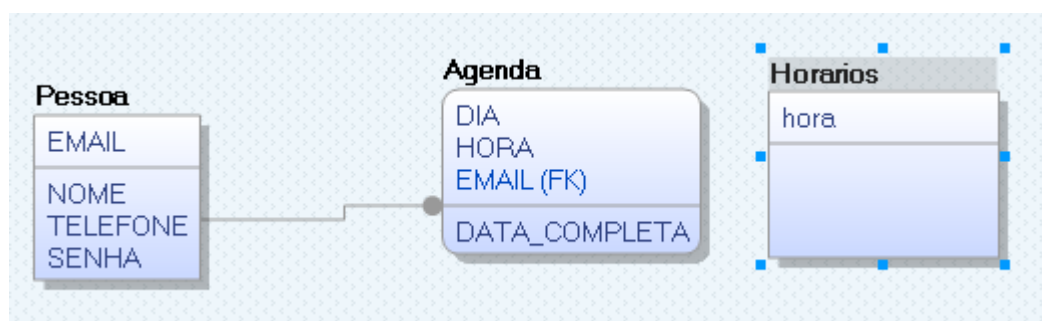 Pessoa
EMAIL
NOME
TELEFONE
SENHA
Agenda
DIA
HORA
EMAIL (FK)
DATA_COMPLETA
Horarios
hora